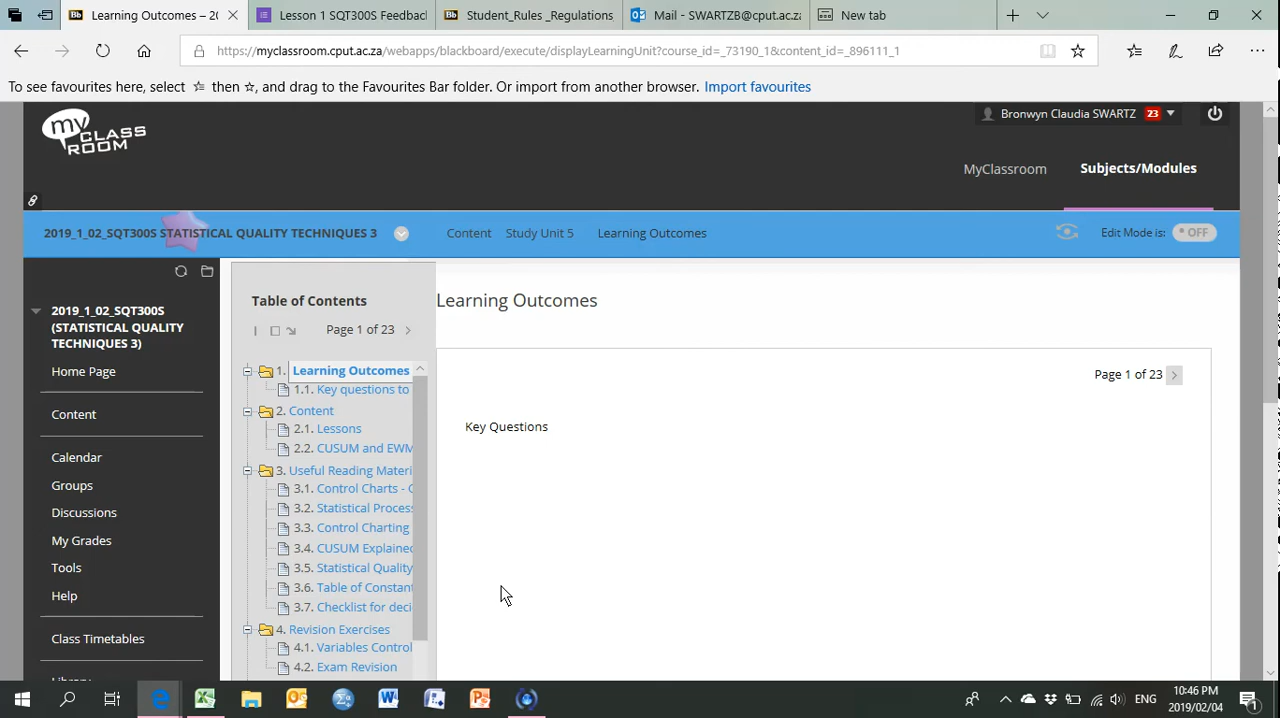 Learning Outcomes – 20
Lesson 1 SQT300S Feedback
Student_Rules _Regulations
Mail - SWARTZB@cput.ac.za
New tab
https://myclassroom.cput.ac.za/webapps/blackboard/execute/displayLearningUnit?course_id=_73190_1&content_id=_896111_1
To see favourites here, select then ☆, and drag to the Favourites Bar folder. Or import from another browser. Import favourites
my CLASS ROOM
Bronwyn Claudia SWARTZ 23
MyClassroom
Subjects/Modules
2019_1_02_SQT300S STATISTICAL QUALITY TECHNIQUES 3
Content
Study Unit 5
Learning Outcomes
Edit Mode is: OFF
2019_1_02_SQT300S
(STATISTICAL QUALITY
TECHNIQUES 3)
Home Page
Content
Calendar
Groups
Discussions
My Grades
Tools
Help
Class Timetables
Table of Contents
Page 1 of 23
1. Learning Outcomes
1.1. Key questions to
2. Content
2.1. Lessons
2.2. CUSUM and EWM
3. Useful Reading Materi
3.1. Control Charts - C
3.2. Statistical Proces
3.3. Control Charting
3.4. CUSUM Explained
3.5. Statistical Quality
3.6. Table of Constant
3.7. Checklist for deci
4. Revision Exercises
4.1. Variables Control
4.2. Exam Revision
Learning Outcomes
Page 1 of 23
Key Questions
ENG
10:46 PM
2019/02/04